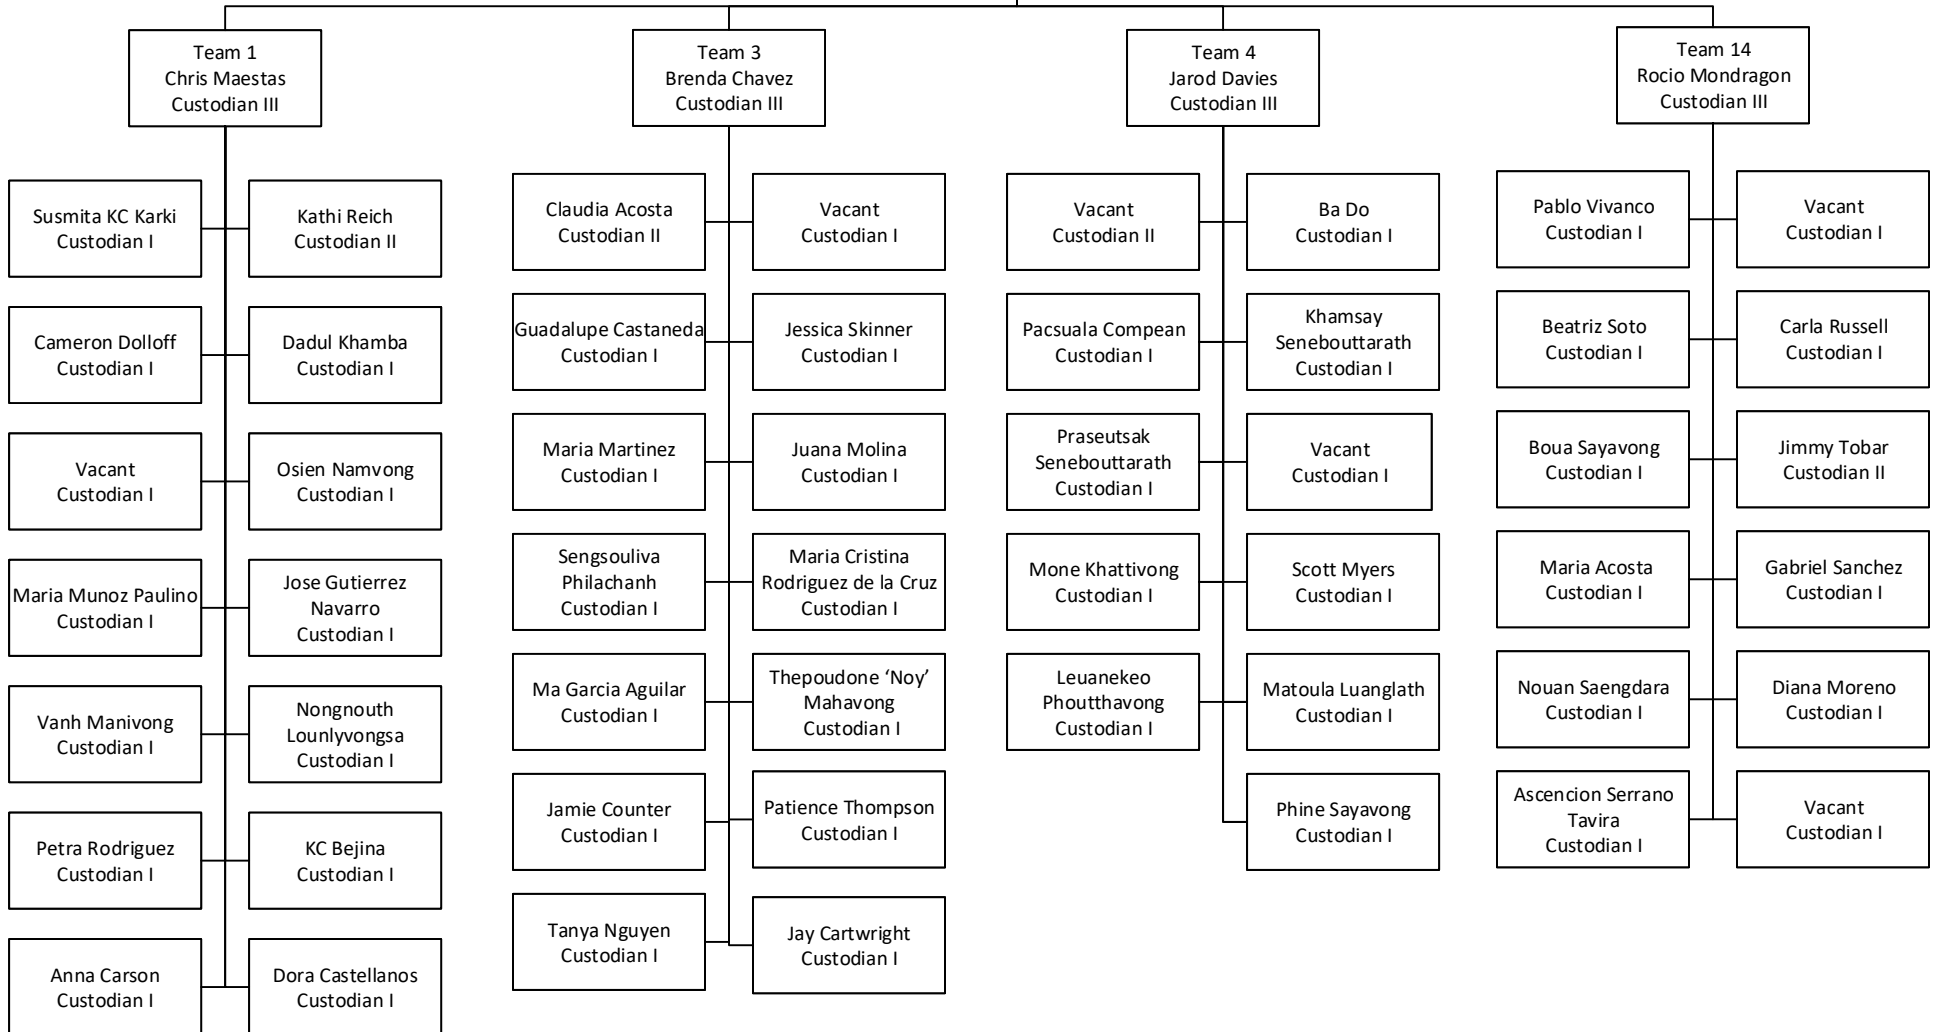 Team 1
Chris Maestas
Custodian III
Team 3
Brenda Chavez
Custodian III
Team 4
Jarod Davies
Custodian III
Team 14
Rocio Mondragon
Custodian III
Susmita KC Karki
Custodian I
Kathi Reich
Custodian II
Cameron Dolloff
Custodian I
Dadul Khamba
Custodian I
Vacant
Custodian I
Osien Namvong
Custodian I
Maria Munoz Paulino
Custodian I
Jose Gutierrez
Navarro
Custodian I
Vanh Manivong
Custodian I
Nongnouth
Lounlyvongsa
Custodian I
Petra Rodriguez
Custodian I
KC Bejina
Custodian I
Anna Carson
Custodian I
Dora Castellanos
Custodian I
Claudia Acosta
Custodian II
Vacant
Custodian I
Guadalupe Castaneda
Custodian I
Jessica Skinner
Custodian I
Maria Martinez
Custodian I
Juana Molina
Custodian I
Sengsouliva
Philachanh
Custodian I
Maria Cristina
Rodriguez de la Cruz
Custodian I
Ma Garcia Aguilar
Custodian I
Thepoudone ‘Noy’
Mahavong
Custodian I
Jamie Counter
Custodian I
Patience Thompson
Custodian I
Tanya Nguyen
Custodian I
Jay Cartwright
Custodian I
Vacant
Custodian II
Ba Do
Custodian I
Pacsuala Compean
Custodian I
Khamsay
Senebouttarath
Custodian I
Praseutsak
Senebouttarath
Custodian I
Vacant
Custodian I
Mone Khattivong
Custodian I
Scott Myers
Custodian I
Leuanekeo
Phoutthavong
Custodian I
Matoula Luanglath
Custodian I
Phine Sayavong
Custodian I
Pablo Vivanco
Custodian I
Vacant
Custodian I
Beatriz Soto
Custodian I
Carla Russell
Custodian I
Boua Sayavong
Custodian I
Jimmy Tobar
Custodian II
Maria Acosta
Custodian I
Gabriel Sanchez
Custodian I
Nouan Saengdara
Custodian I
Diana Moreno
Custodian I
Ascencion Serrano
Tavira
Custodian I
Vacant
Custodian I